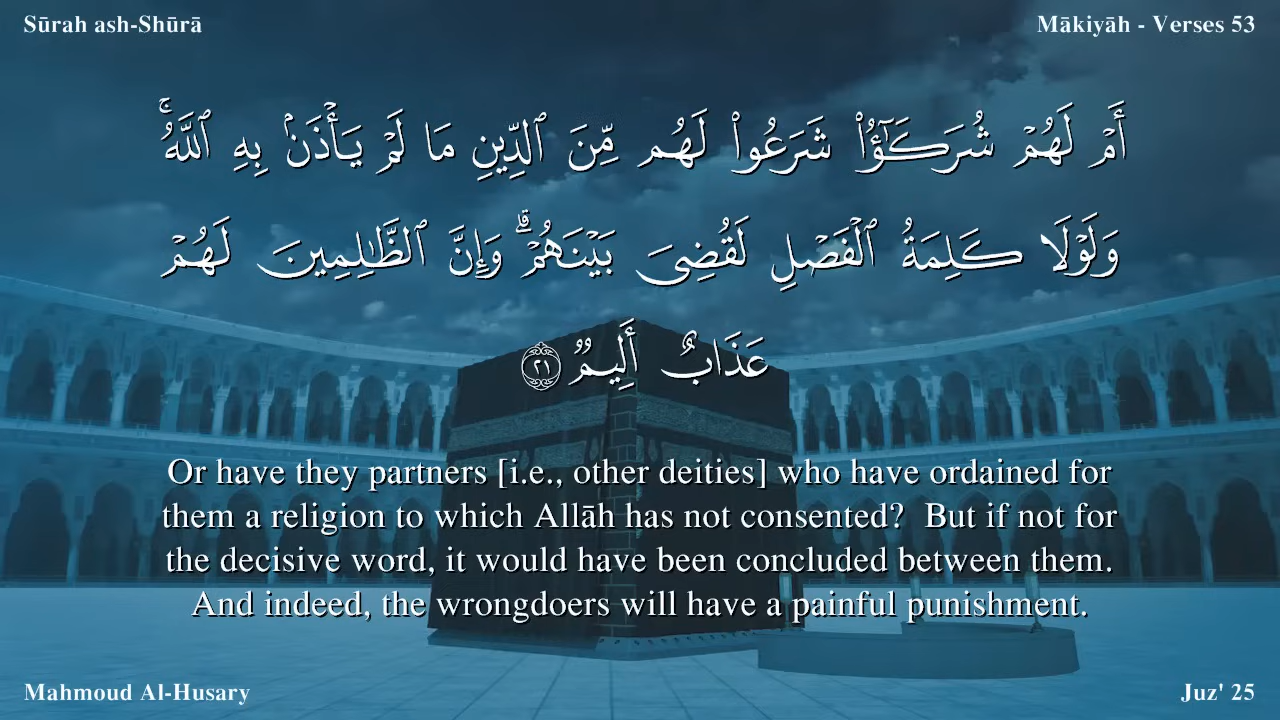 Sūrah ash-Shūrā
Mākiyāh - Verses 53
أَمْ لَهُمْ شُرَكَـٰٓؤُا۟ شَرَعُوا۟ لَهُم مِّنَ ٱلدِّينِ مَا لَمْ يَأْذَنۢ بِهِ ٱللَّهُ ۚ
وَلَوْلَا كَلِمَةُ ٱلْفَصْلِ لَقُضِىَ بَيْنَهُمْ ۗ وَإِنَّ ٱلظَّـٰلِمِينَ لَهُمْ
عَذَابٌ أَلِيمٌ ٢١
Or have they partners [i.e., other deities] who have ordained for
them a religion to which Allāh has not consented? But if not for
the decisive word, it would have been concluded between them.
And indeed, the wrongdoers will have a painful punishment.
Mahmoud Al-Husary
Juz' 25